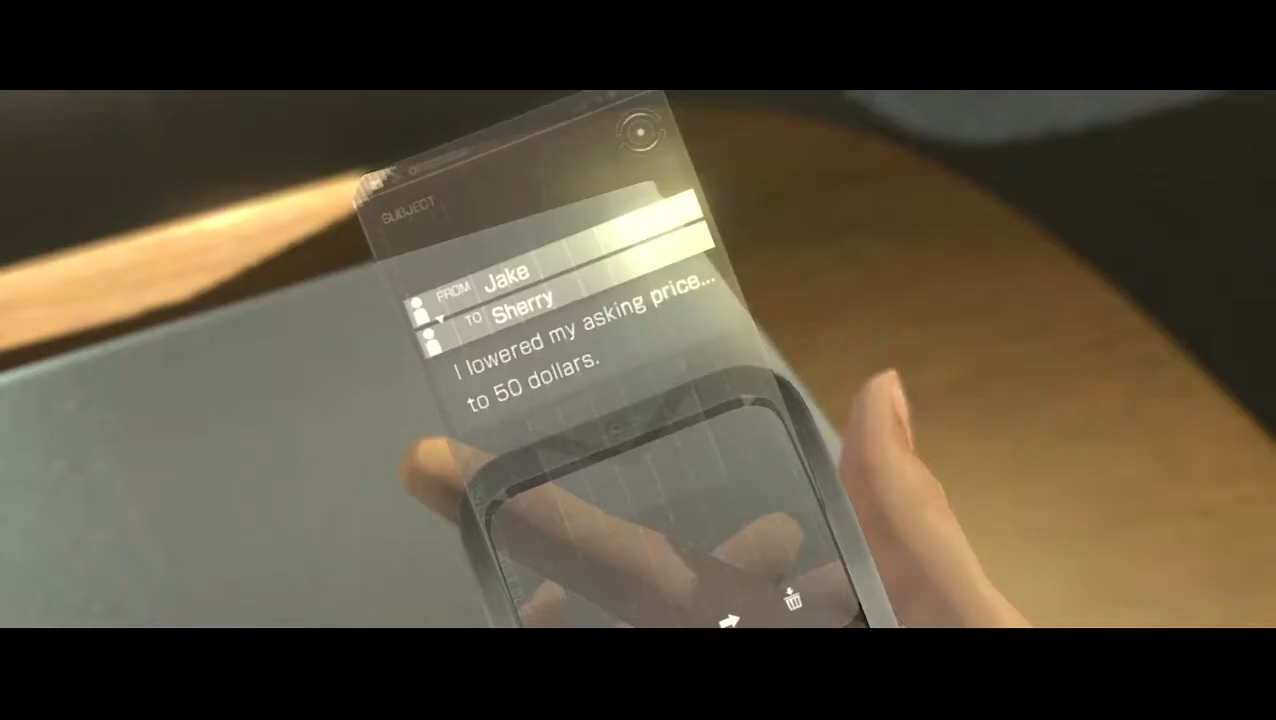 SUBJECT
FROM Jake
TO Sherry
I lowered my asking price...
to 50 dollars.